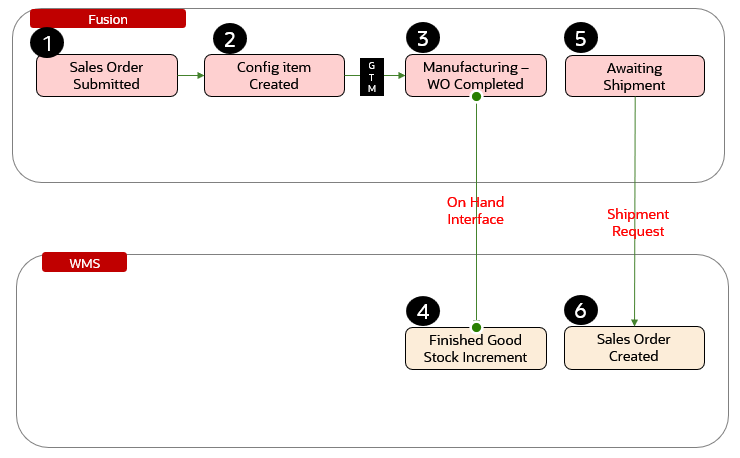 Fusion
1
Sales Order
Submitted
2
Config item
Created
G
T
M
3
Manufacturing –
WO Completed
5
Awaiting
Shipment
On Hand
Interface
Shipment
Request
WMS
4
Finished Good
Stock Increment
6
Sales Order
Created